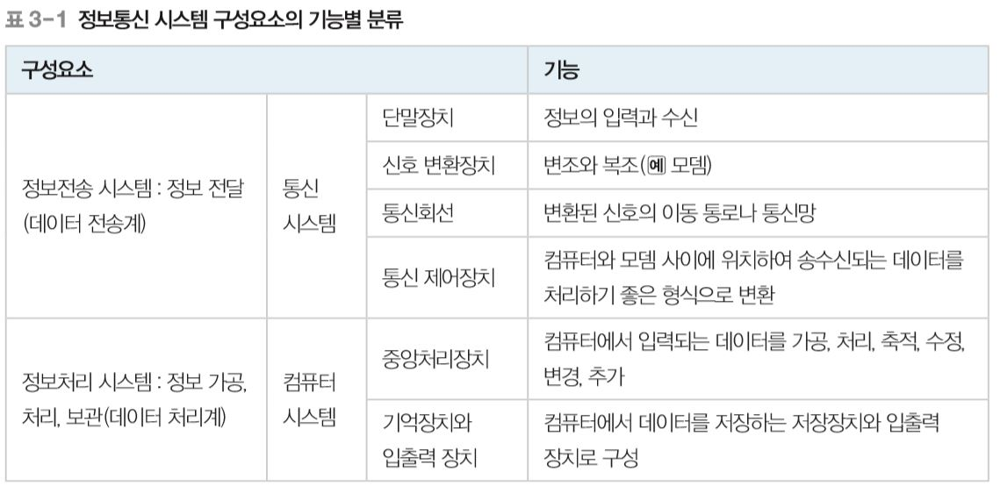 표 3-1 정보통신 시스템 구성요소의 기능별 분류
구성요소
기능
정보전송 시스템 : 정보 전달
(데이터 전송계)
통신
시스템
단말장치
정보의 입력과 수신
신호 변환장치
변조와 복조(예 모뎀)
통신회선
변환된 신호의 이동 통로나 통신망
통신 제어장치
컴퓨터와 모뎀 사이에 위치하여 송수신되는 데이터를
처리하기 좋은 형식으로 변환
정보처리 시스템 : 정보 가공,
처리, 보관(데이터 처리계)
컴퓨터
시스템
중앙처리장치
컴퓨터에서 입력되는 데이터를 가공, 처리, 축적, 수정,
변경, 추가
기억장치와
입출력 장치
컴퓨터에서 데이터를 저장하는 저장장치와 입출력
장치로 구성